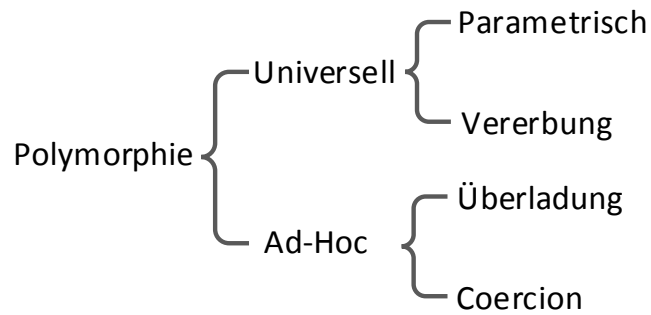 Parametrisch
Universell
Vererbung
Polymorphie
Überladung
Ad-Hoc
Coercion